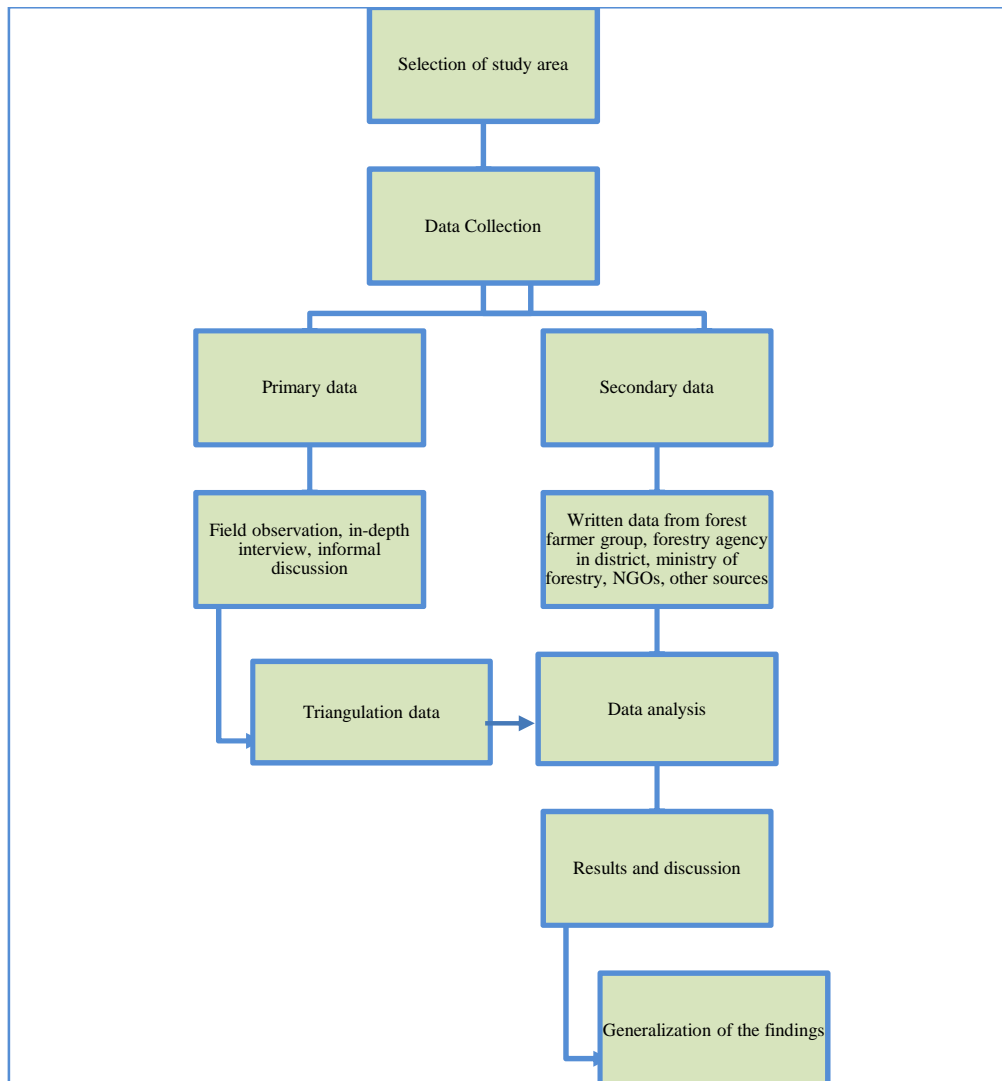 Selection of study area
Data Collection
Primary data
Secondary data
Field observation, in-depth
interview, informal
discussion
Written data from forest
farmer group, forestry agency
in district, ministry of
forestry, NGOs, other sources
Triangulation data
Data analysis
Results and discussion
Generalization of the findings